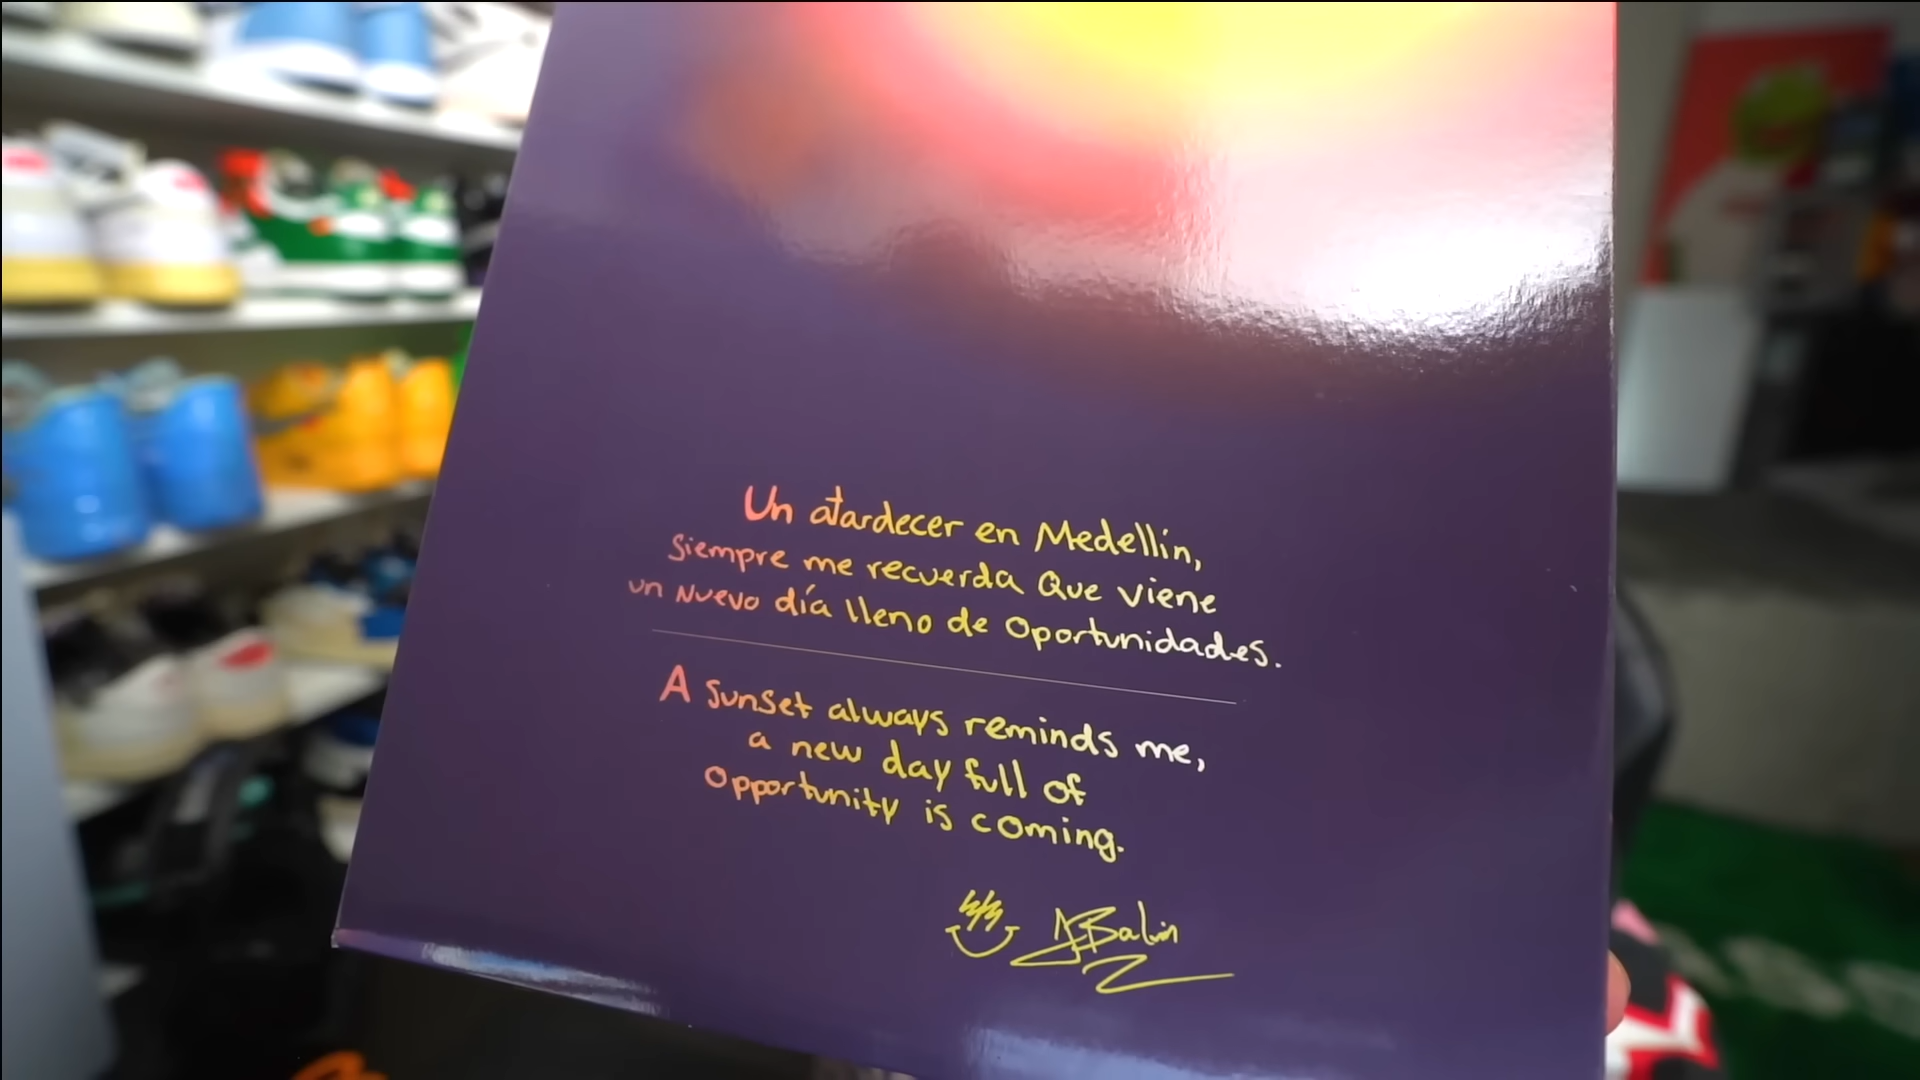 Un atardecer en Medellín,
Siempre me recuerda Que viene
un Nuevo día lleno de Oportunidades.
A Sunset always reminds me,
a new day full of
Opportunity is coming.
JBalvin